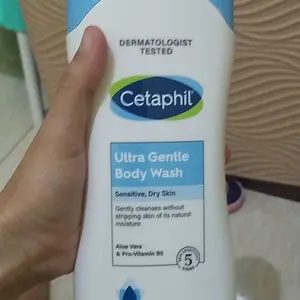 DERMATOLOGIST
TESTED
Cetaphil
Ultra Gentle
Body Wash
Sensitive, Dry Skin
Gently cleanses without
stripping skin of its natural
moisture
Aloe Vera
& Pro-Vitamin B5
5